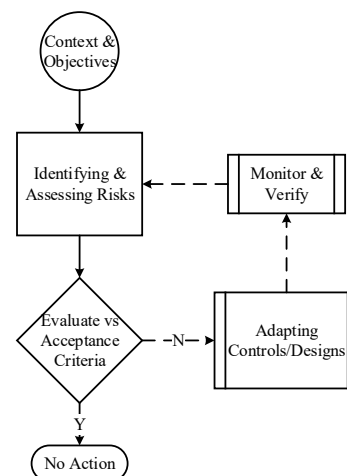 Context &
Objectives
Identifying &
Assessing Risks
Monitor &
Verify
Evaluate vs
Acceptance
Criteria
N
Adapting
Controls/Designs
Y
No Action